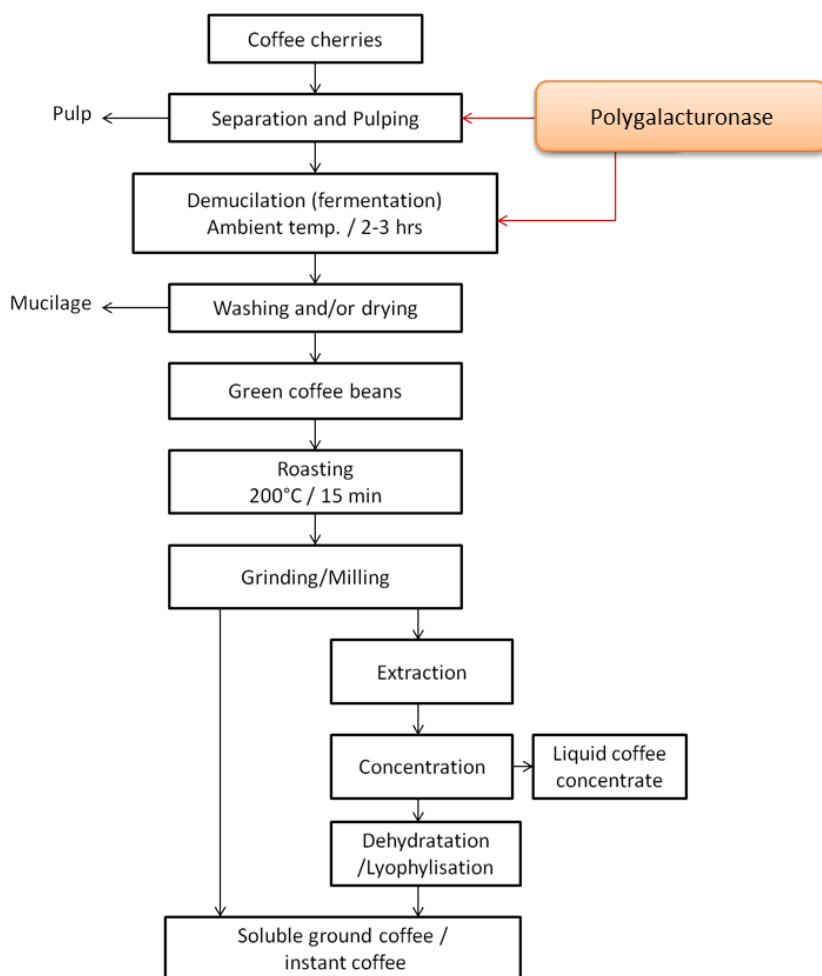 Coffee cherries
Pulp
Separation and Pulping
Polygalacturonase
Demucilation (fermentation)
Ambient temp. / 2-3 hrs
Mucilage
Washing and/or drying
Green coffee beans
Roasting
200°C / 15 min
Grinding/Milling
Extraction
Concentration
Liquid coffee
concentrate
Dehydratation
/Lyophylisation
Soluble ground coffee /
instant coffee